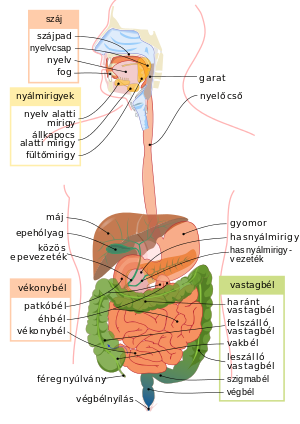 száj
szájpad
nyelvcsap
nyelv
fog
nyálmirigyek
nyelv alatti
mirigy
állkapocs
alatti mirigy
fültőmirigy
garat
nyelőcső
máj
epehólyag
közös
epevezeték
vékonybél
patkóbél
éhbél
vékonybél
féregnyúlvány
végbélnyílás
gyomor
hasnyálmirigy
hasnyálmirigy-
vezeték
vastagbél
haránt
vastagbél
felszálló
vastagbél
vakbél
leszálló
vastagbél
szigmabél
végbél